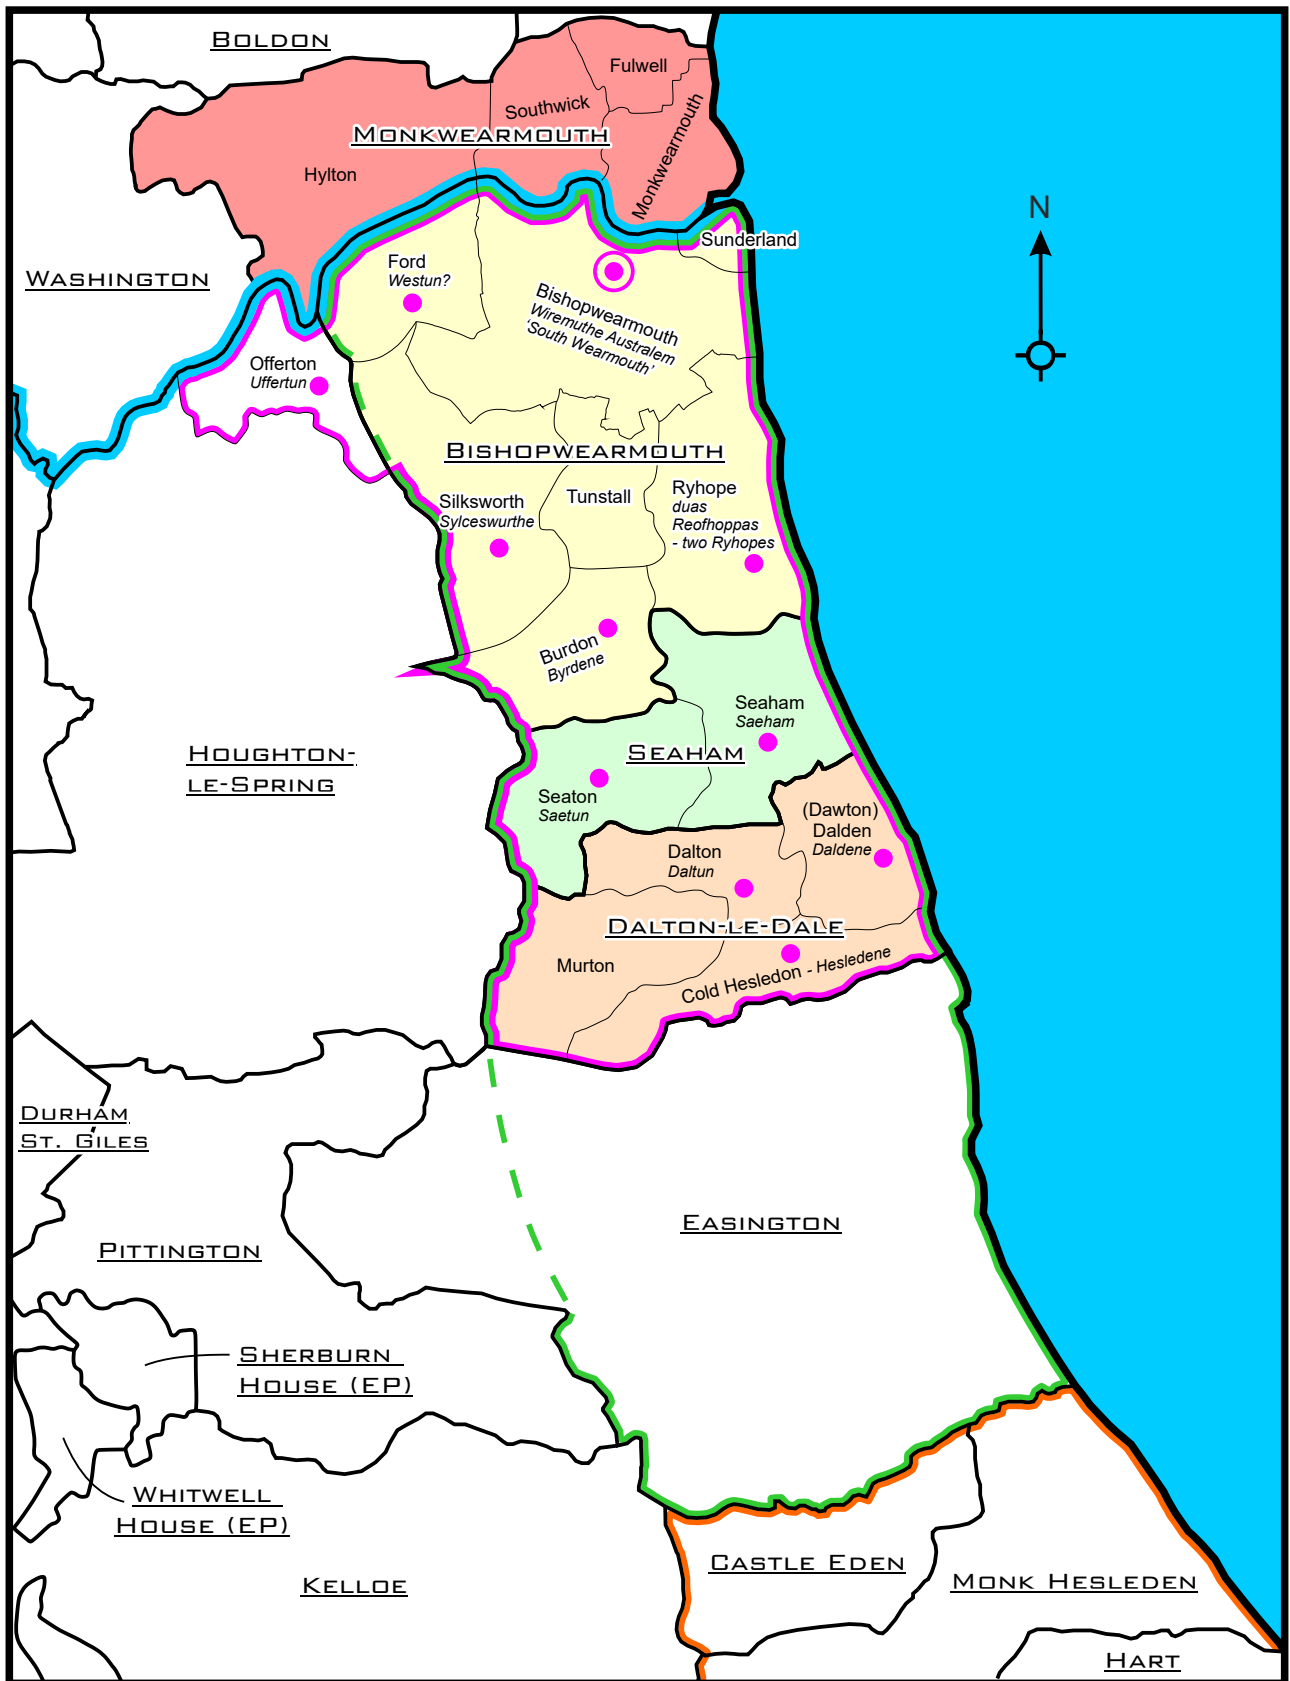 BOLDON
Fulwell
Southwick
MONKWEARMOUTH
Monkwearmouth
Hylton
N
Sunderland
WASHINGTON
Ford
Westun?
Bishopwearmouth
Wiremuthe Australem
‘South Wearmouth’
Offerton
Uffertun
BISHOPWEARMOUTH
Silksworth
Sylceswurthe
Tunstall
Ryhope
duas
Reofhoppas
- two Ryhopes
Burdon
Byrdene
Seaham
Saeham
SEAHAM
HOUGHTON-
LE-SPRING
Seaton
Saetun
(Dawton)
Dalden
Daldene
Dalton
Daltun
DALTON-LE-DALE
Murton
Cold Hesledon - Hesledene
DURHAM
ST. GILES
EASINGTON
PITTINGTON
SHERBURN
HOUSE (EP)
WHITWELL
HOUSE (EP)
CASTLE EDEN
MONK HESLEDEN
KELLOE
HART